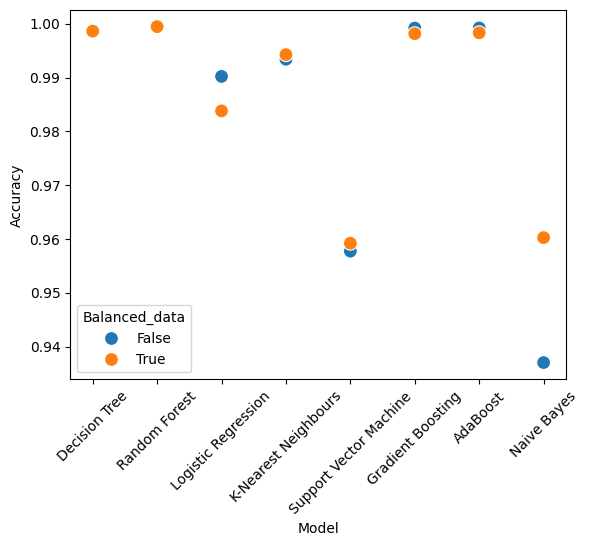 1.00
0.99
0.98
0.97
0.96
0.95
0.94
Accuracy
Balanced_data
False
True
Decision Tree
Random Forest
Logistic Regression
K-Nearest Neighbours
Support Vector Machine
Gradient Boosting
AdaBoost
Naive Bayes
Model